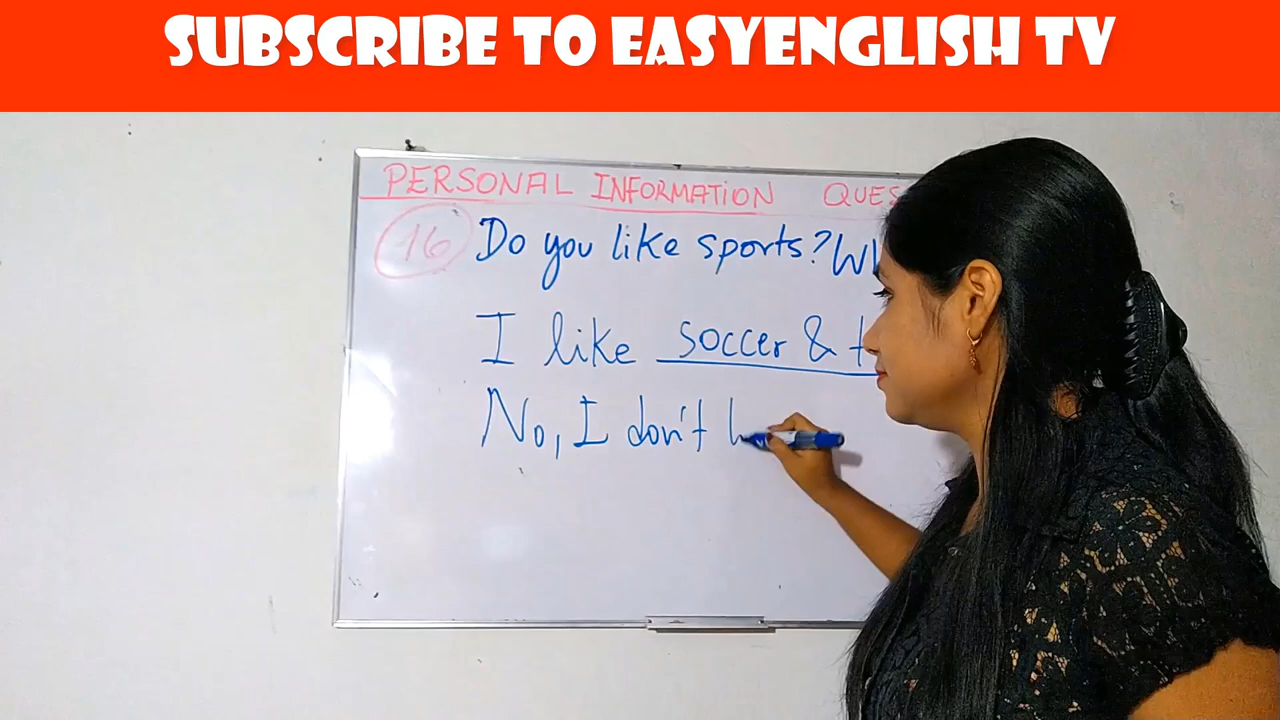 SUBSCRIBE TO EASYENGLISH TV
PERSONAL INFORMATION
16 Do you like sports?
I like soccer &
No, I don't